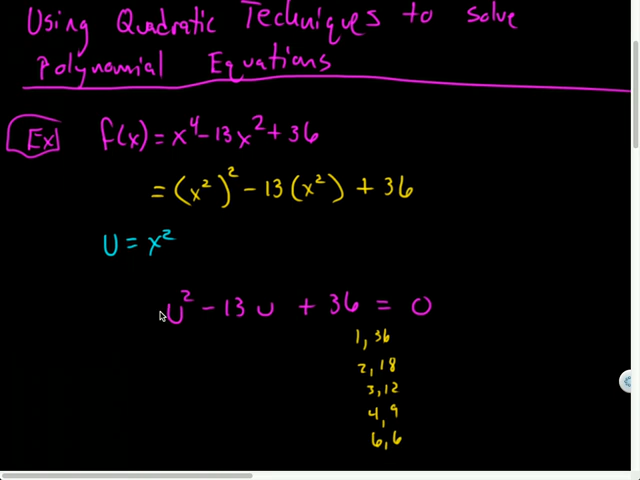 Using Quadratic Techniques to solve
Polynomial Equations
Ex f(x) = x⁴ - 13x² + 36
= (x²)² - 13(x²) + 36
U = x²
U² - 13U + 36 = 0
1, 36
2, 18
3, 12
4, 9
6, 6